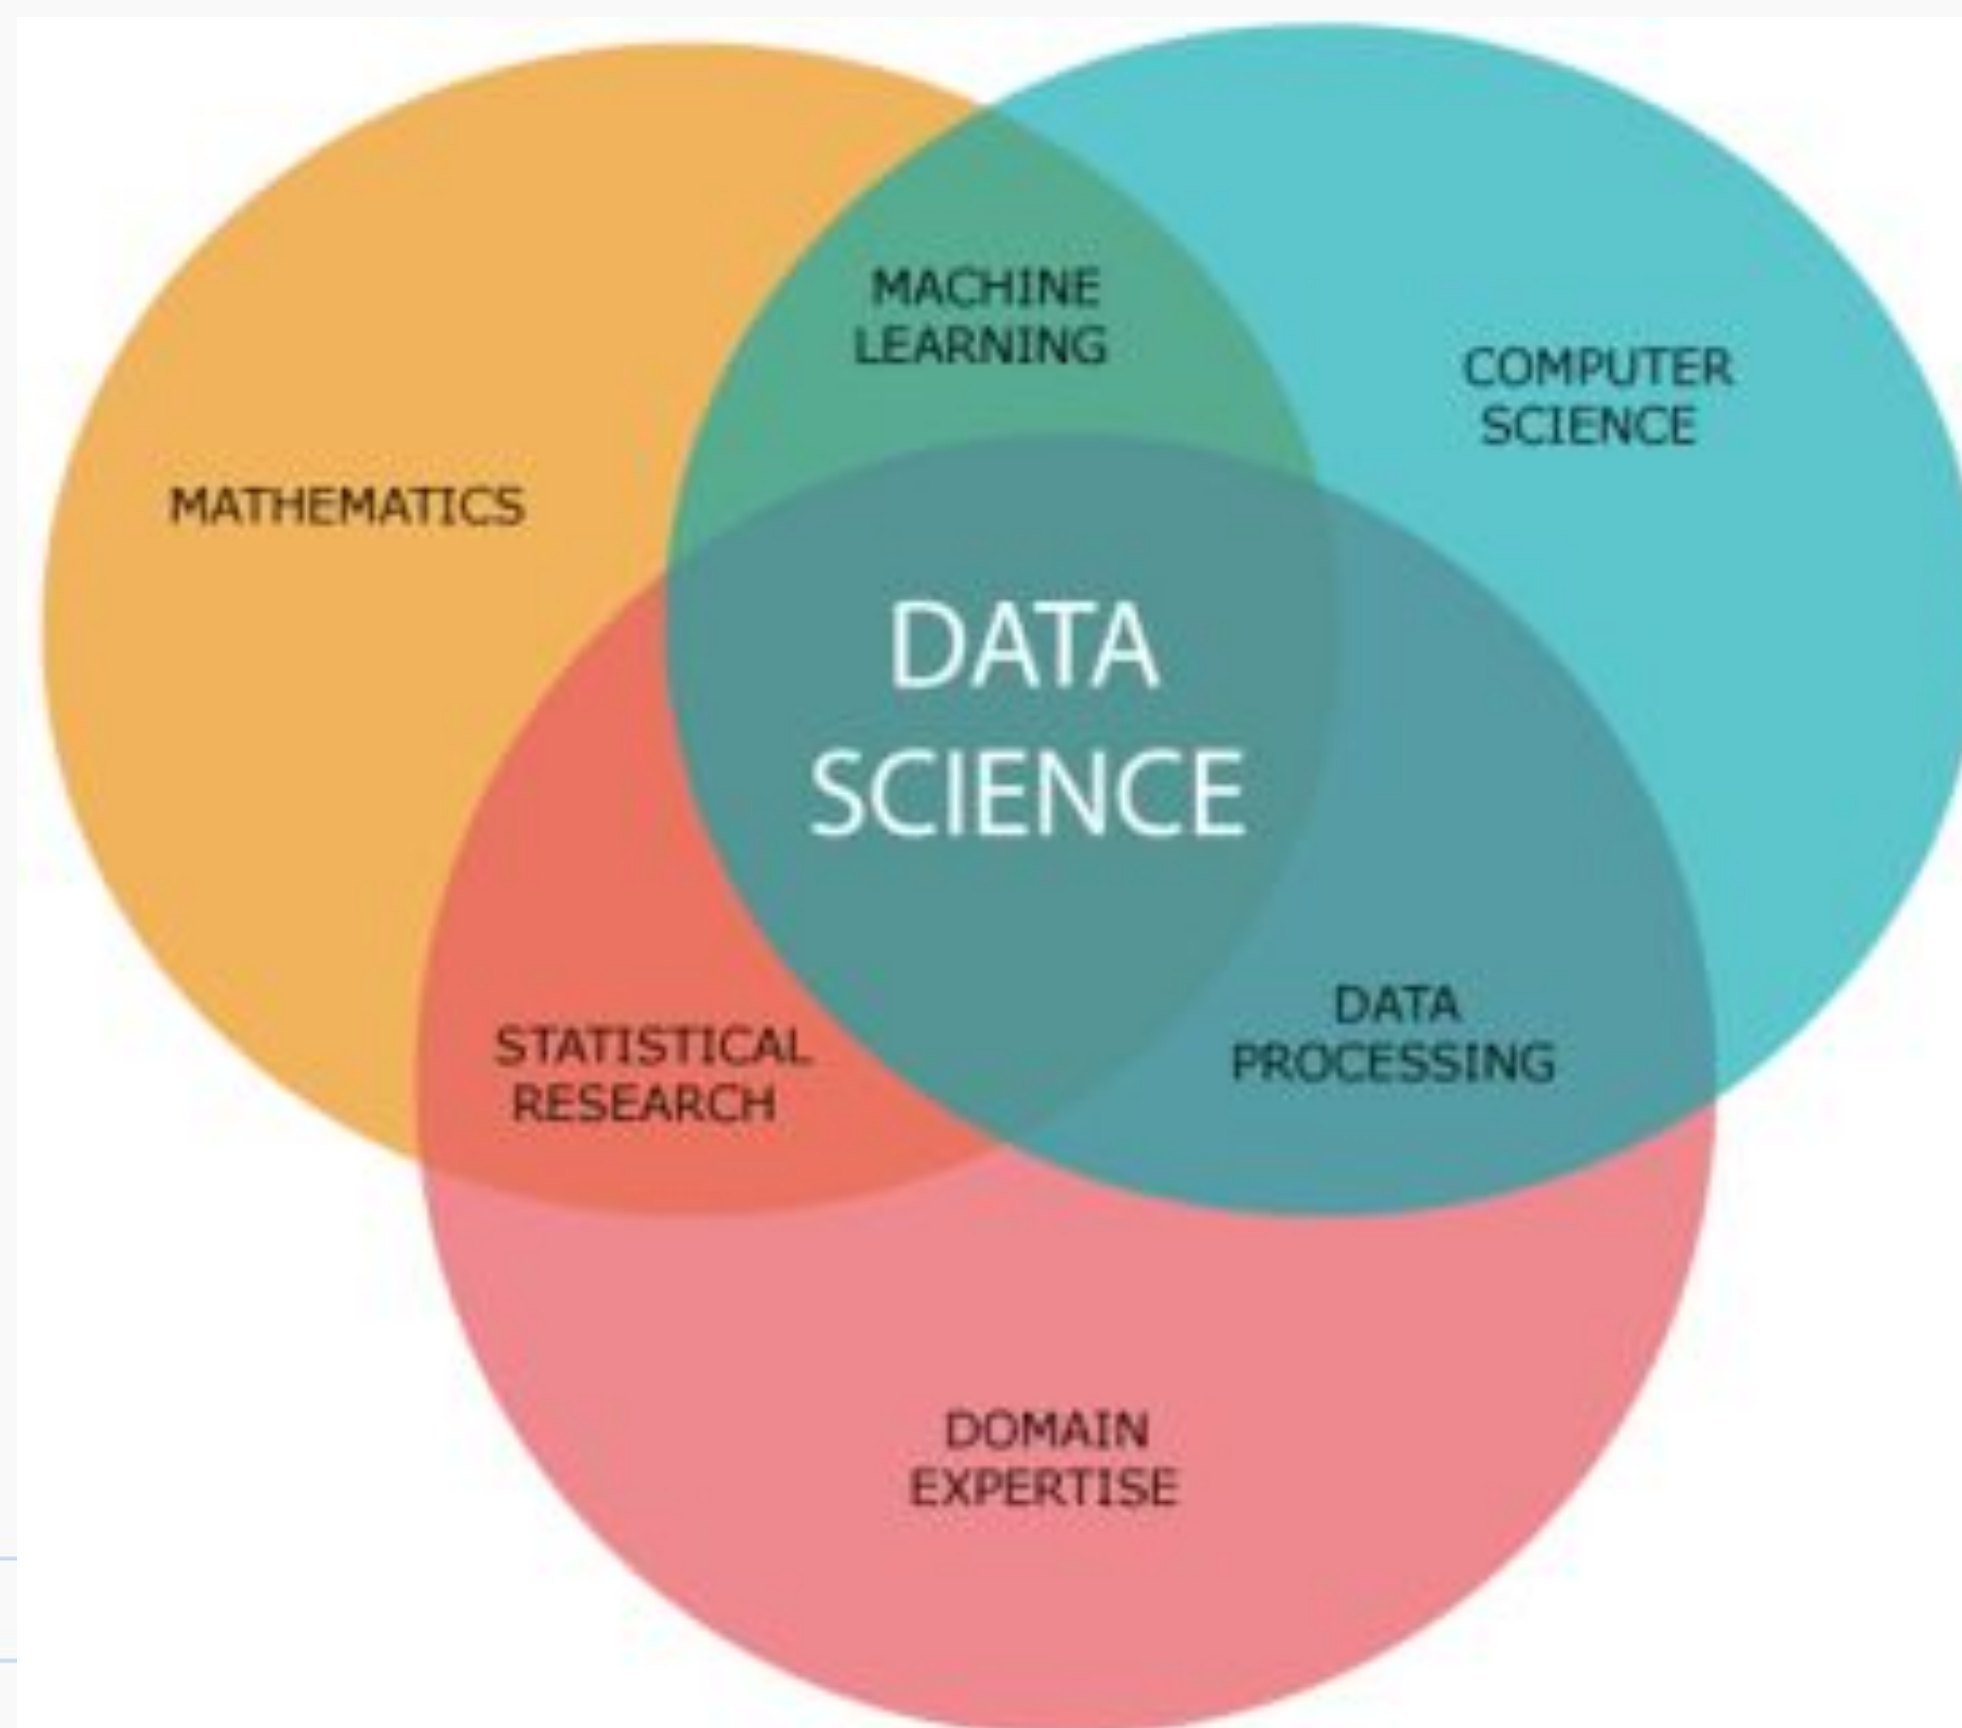 MACHINE
LEARNING
COMPUTER
SCIENCE
MATHEMATICS
DATA
SCIENCE
DATA
PROCESSING
STATISTICAL
RESEARCH
DOMAIN
EXPERTISE